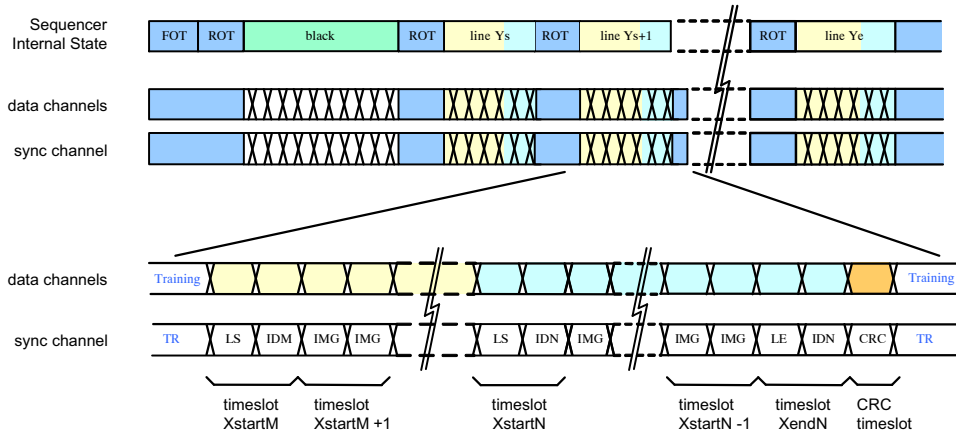 Sequencer
Internal State
FOT ROT black ROT line Ys ROT line Ys+1 ROT line Ye
data channels
sync channel
data channels
Training Training
sync channel
TR LS IDM IMG IMG LS IDN IMG IMG IMG LE IDN CRC TR
timeslot timeslot timeslot timeslot timeslot CRC
XstartM XstartM +1 XstartN XstartN -1 XendN timeslot